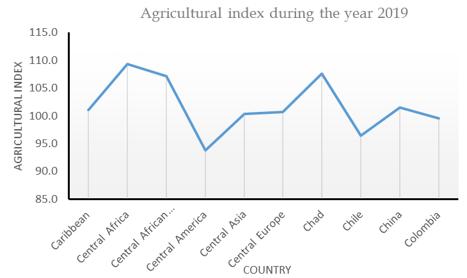 Agricultural index during the year 2019
AGRICULTURAL INDEX
115.0
110.0
105.0
100.0
95.0
90.0
85.0
Caribbean
Central Africa
Central African...
Central America
Central Asia
Central Europe
Chad
Chile
China
Colombia
COUNTRY